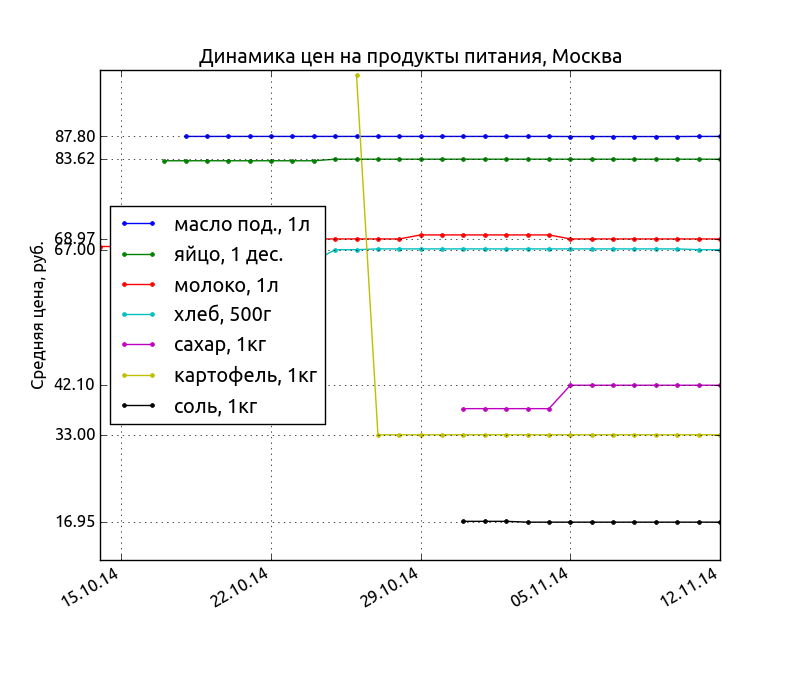 Динамика цен на продукты питания, Москва
Средняя цена, руб.
87.80
83.62
68.97
67.00
42.10
33.00
16.95
масло под., 1л
яйцо, 1 дес.
молоко, 1л
хлеб, 500г
сахар, 1кг
картофель, 1кг
соль, 1кг
15.10.14
22.10.14
29.10.14
05.11.14
12.11.14